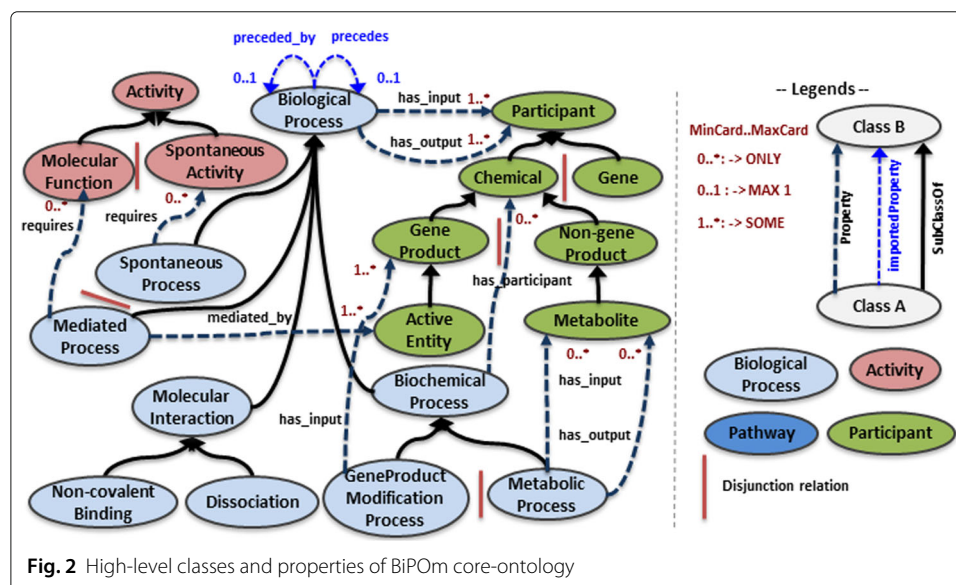 preceded_by precedes
0..1 0..1
Biological
Process
has_input 1..*
has_output 1..*
Participant
Activity
Molecular
Function
Spontaneous
Activity
0..*
requires
0..*
requires
Chemical
Gene
0..*
Gene
Product
Non-gene
Product
Spontaneous
Process
1..*
has_participant
Mediated
Process
mediated_by
1..*
Active
Entity
Metabolite
0..* 0..*
Molecular
Interaction
has_input
Biochemical
Process
has_input
has_output
Non-covalent
Binding
Dissociation
GeneProduct
Modification
Process
Metabolic
Process
-- Legends --
MinCard..MaxCard
0..*: -> ONLY
0..1 : -> MAX 1
1..*: -> SOME
Class B
Property
importedProperty
SubClassOf
Class A
Biological
Process
Activity
Pathway
Participant
Disjunction relation
Fig. 2 High-level classes and properties of BiPOm core-ontology